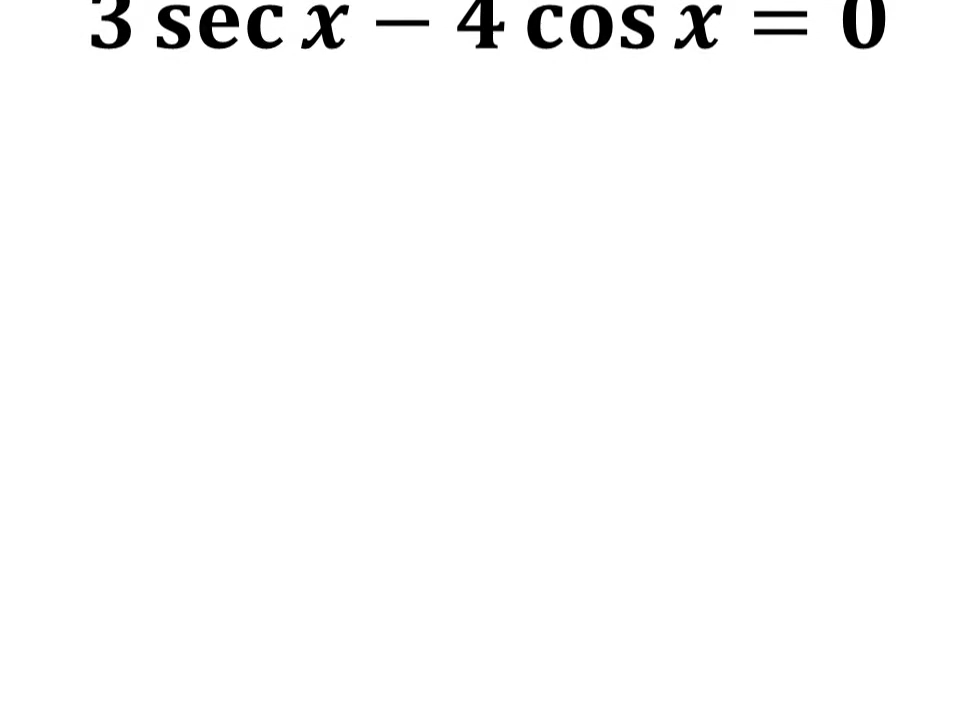 3 sec x − 4 cos x = 0